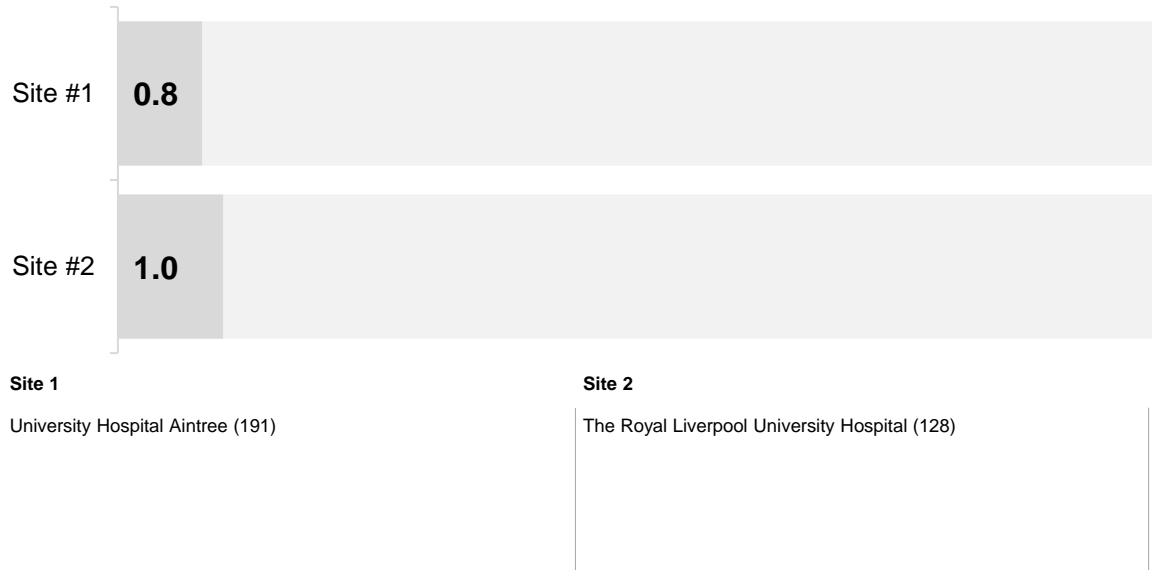 Site #1 0.8
Site #2 1.0
Site 1
Site 2
University Hospital Aintree (191)
The Royal Liverpool University Hospital (128)